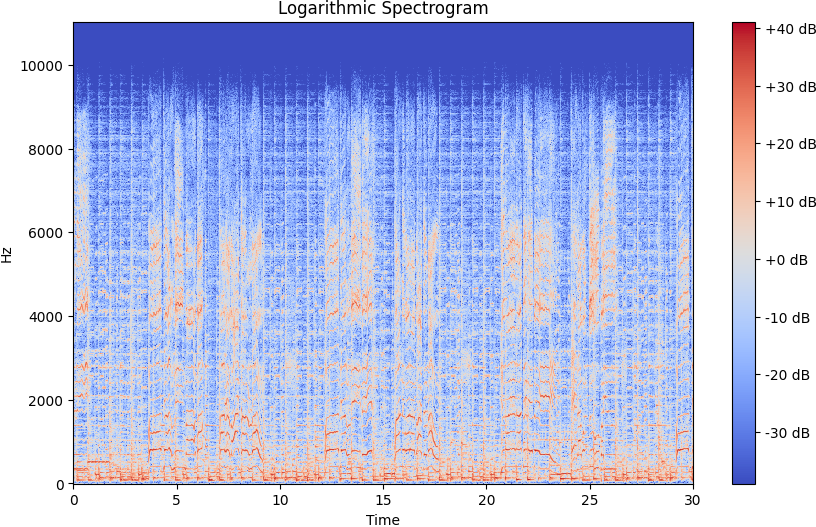 Logarithmic Spectrogram
Hz
10000
8000
6000
4000
2000
0
0 5 10 15 20 25 30
Time
+40 dB
+30 dB
+20 dB
+10 dB
+0 dB
-10 dB
-20 dB
-30 dB